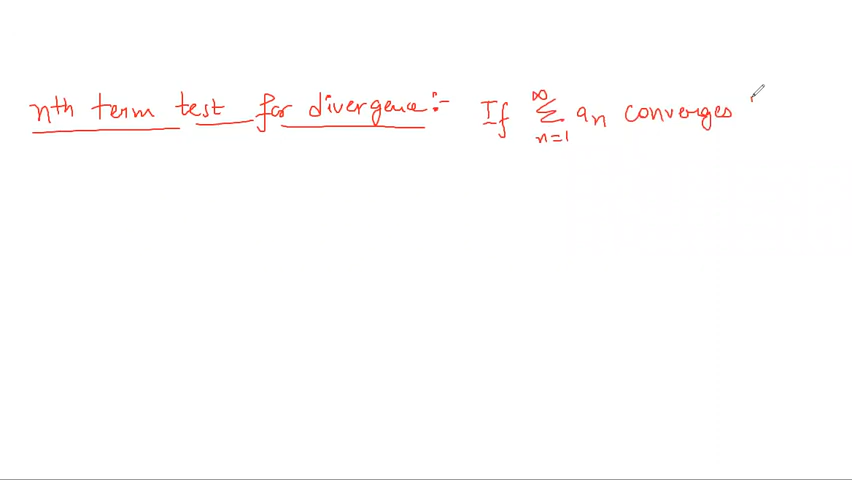 nth term test for divergence:- If ∞∑n=1 an converges